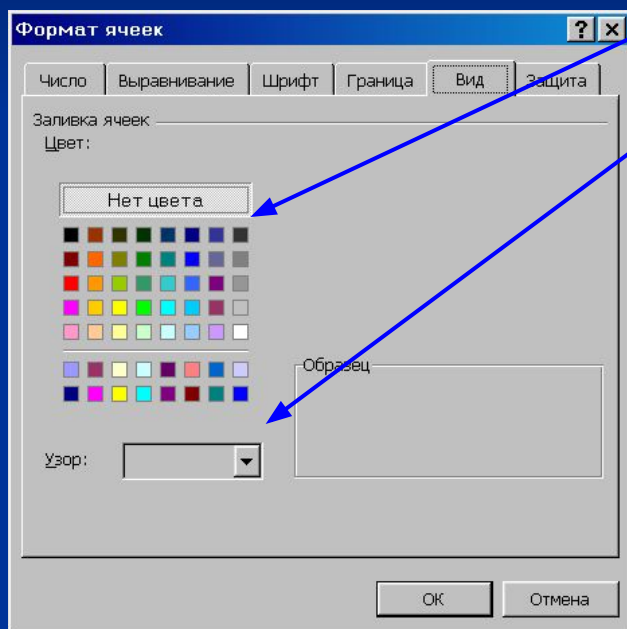 Формат ячеек
Число Выравнивание Шрифт Граница Вид Защита
Заливка ячеек
Цвет:
Нет цвета
Образец
Узор:
ОК Отмена